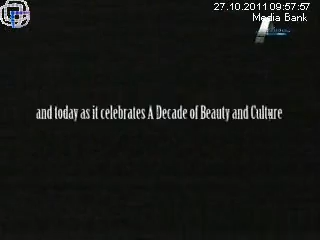 27.10.2011 09:57:57
Media Bank
and today as it celebrates A Decade of Beauty and Culture